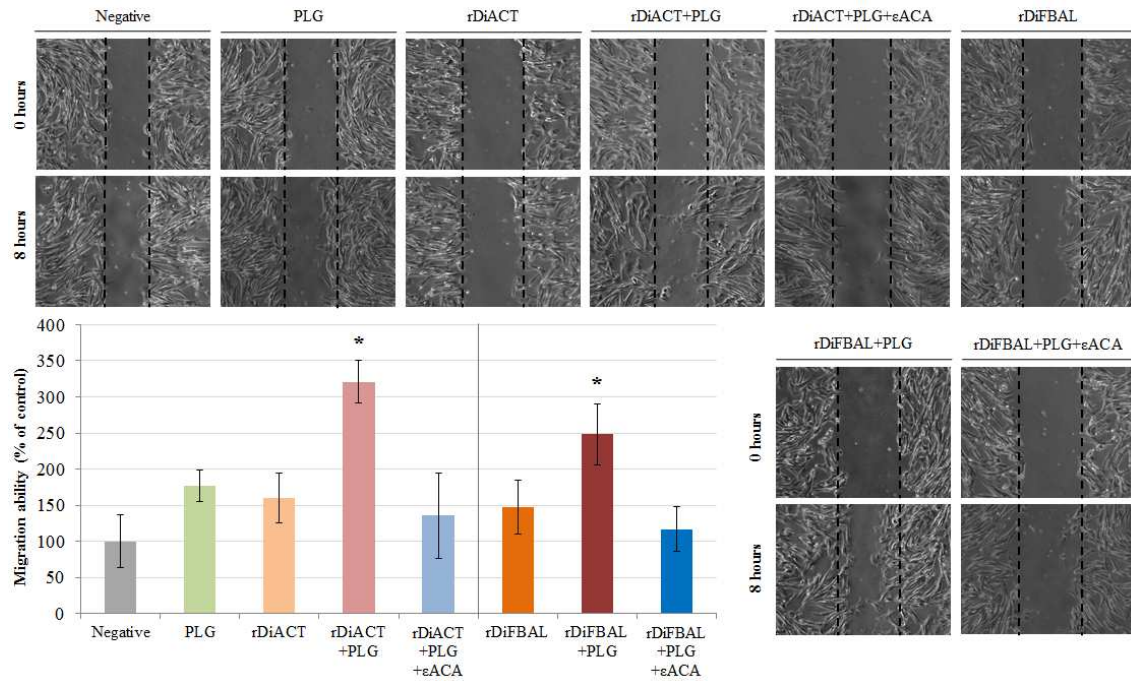 Negative
PLG
rDiACT
rDiACT+PLG
rDiACT+PLG+εACA
rDiFBAL
0 hours
8 hours
Migration ability (% of control)
400
350
300
250
200
150
100
50
0
*
*
Negative
PLG
rDiACT
rDiACT
+PLG
rDiACT
+PLG
+εACA
rDiFBAL
rDiFBAL
+PLG
rDiFBAL
+PLG
+εACA
rDiFBAL+PLG
rDiFBAL+PLG+εACA
0 hours
8 hours